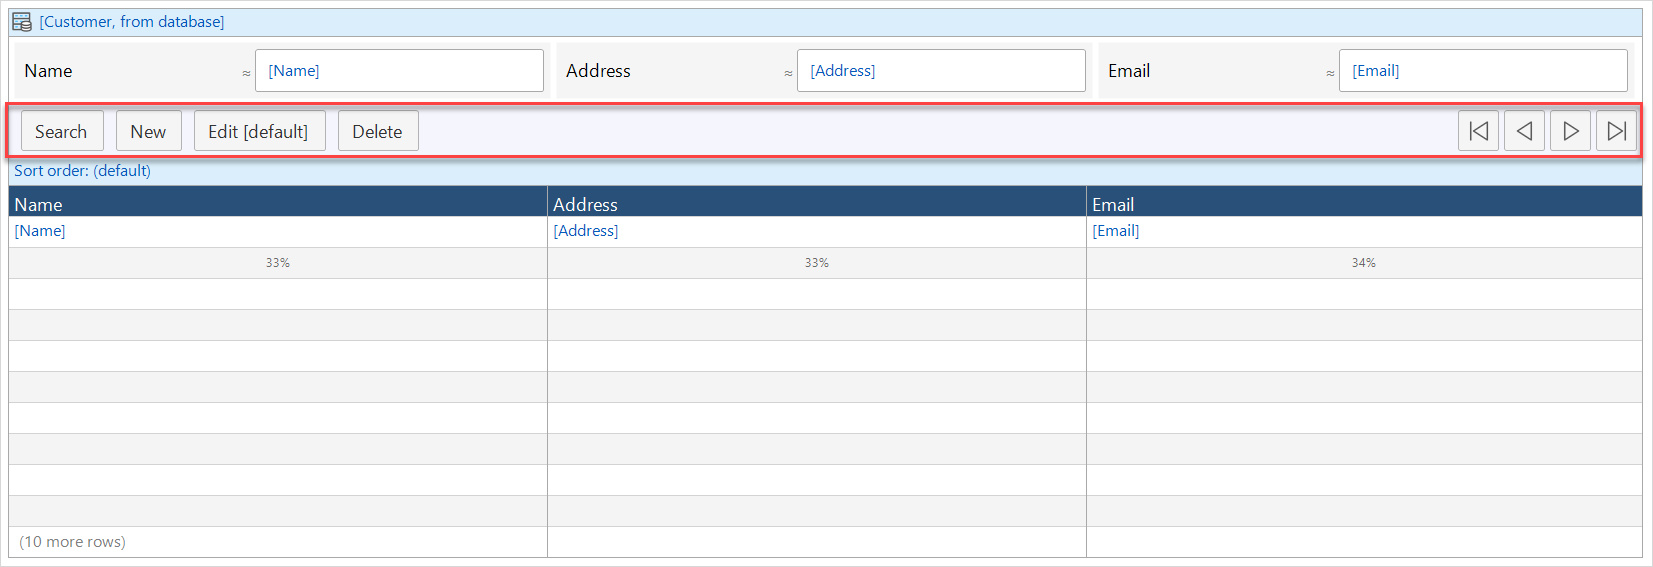 [Customer, from database]
Name ≈ [Name] Address ≈ [Address] Email ≈ [Email]
Search New Edit [default] Delete
Sort order: (default)
Name Address Email
[Name] [Address] [Email]
33% 33% 34%
(10 more rows)